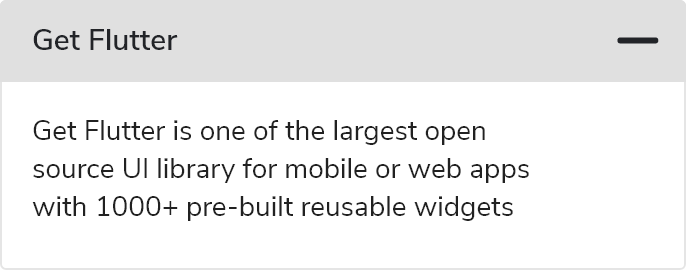 Get Flutter
Get Flutter is one of the largest open
source UI library for mobile or web apps
with 1000+ pre-built reusable widgets